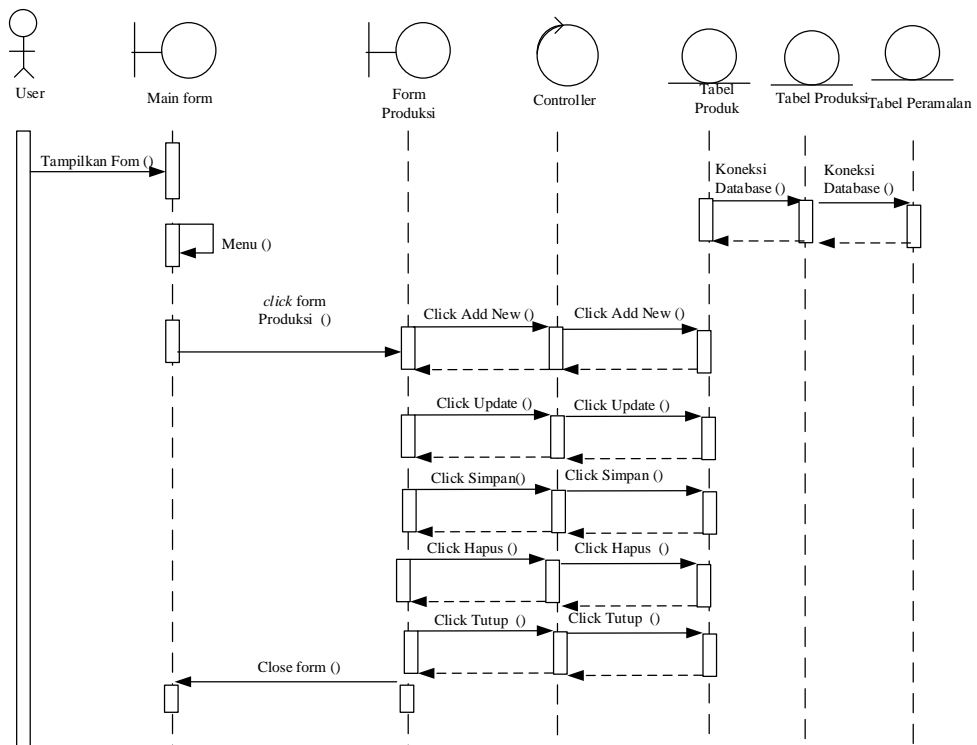 User
Main form
Form
Produksi
Controller
Tabel
Produk
Tabel Produksi
Tabel Peramalan
Tampilkan Fom ()
Koneksi
Database ()
Koneksi
Database ()
Menu ()
click form
Produksi ()
Click Add New ()
Click Add New ()
Click Update ()
Click Update ()
Click Simpan()
Click Simpan ()
Click Hapus ()
Click Hapus ()
Click Tutup ()
Click Tutup ()
Close form ()